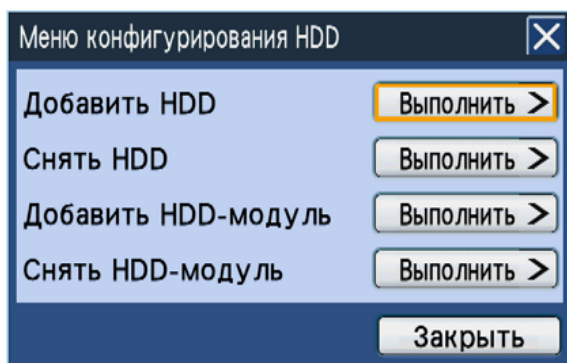 Меню конфигурирования HDD
Добавить HDD Выполнить >
Снять HDD Выполнить >
Добавить HDD-модуль Выполнить >
Снять HDD-модуль Выполнить >
Закрыть